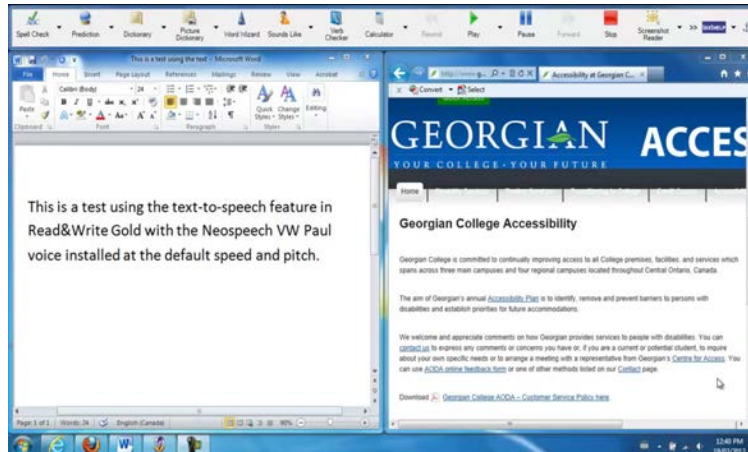 Spell Check Prediction Dictionary Picture Dictionary Word Wizard Sounds Like Verb Checker Calculator Rewind Play Pause Forward Stop Screenshot Reader
This is a test using the text - Microsoft Word
File Home Insert Page Layout References Mailings Review View Acrobat
Calibri (Body) 24
Paste
Quick Styles Change Styles Editing
Clipboard Font Paragraph Styles
This is a test using the text-to-speech feature in
Read&Write Gold with the Neospeech VW Paul
voice installed at the default speed and pitch.
Page: 1 of 1 Words: 24 English (Canada) 90%
Accessibility at Georgian C...
x Convert Select
GEORGIAN ACCES
YOUR COLLEGE · YOUR FUTURE
Home
Georgian College Accessibility
Georgian College is committed to continually improving access to all College premises, facilities, and services which
spans across three main campuses and four regional campuses located throughout Central Ontario, Canada.
The aim of Georgian's annual Accessibility Plan is to identify, remove and prevent barriers to persons with
disabilities and establish priorities for future accommodations.
We welcome and appreciate comments on how Georgian provides services to people with disabilities. You can
contact us to express any comments or concerns you have or, if you are a current or potential student, to inquire
about your own specific needs or to arrange a meeting with a representative from Georgian's Centre for Access. You
can use AODA online feedback form or one of other methods listed on our Contact page.
Download Georgian College AODA – Customer Service Policy here.
12:40 PM